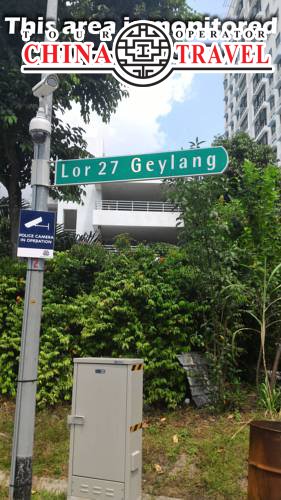 This area is monitored
TOUR OPERATOR
CHINA TRAVEL
Lor 27 Geylang
POLICE CAMERA
IN OPERATION